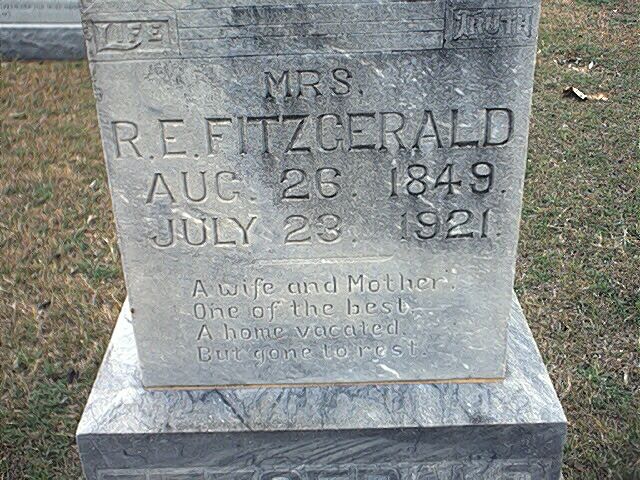 LIFE TRUTH
MRS.
R.E. FITZGERALD
AUG. 26. 1849.
JULY 23. 1921.
A wife and Mother.
One of the best.
A home vacated.
But gone to rest.